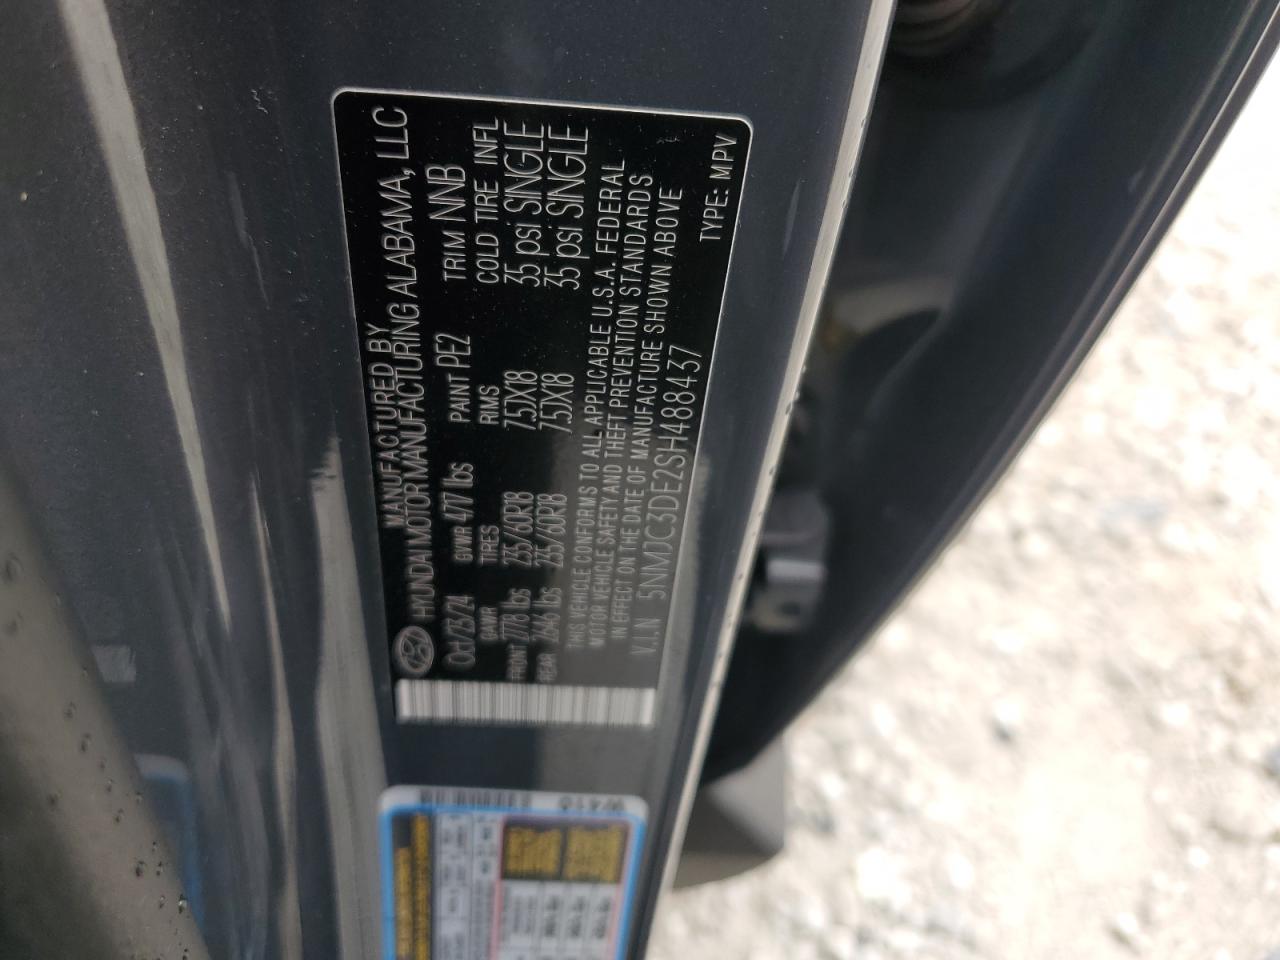 MANUFACTURED BY
HYUNDAI MOTOR MANUFACTURING ALABAMA, LLC
Oct/23/24 GVWR 4717 lbs PAINT PE2 TRIM NNB
GAWR TIRES RIMS COLD TIRE INFL
FRONT 2778 lbs 235/60R18 7.5JX18 35 psi SINGLE
REAR 2646 lbs 235/60R18 7.5JX18 35 psi SINGLE
THIS VEHICLE CONFORMS TO ALL APPLICABLE U.S.A. FEDERAL
MOTOR VEHICLE SAFETY AND THEFT PREVENTION STANDARDS
IN EFFECT ON THE DATE OF MANUFACTURE SHOWN ABOVE
V.I.N 5NMJC3DE2SH488437 TYPE: MPV
W410